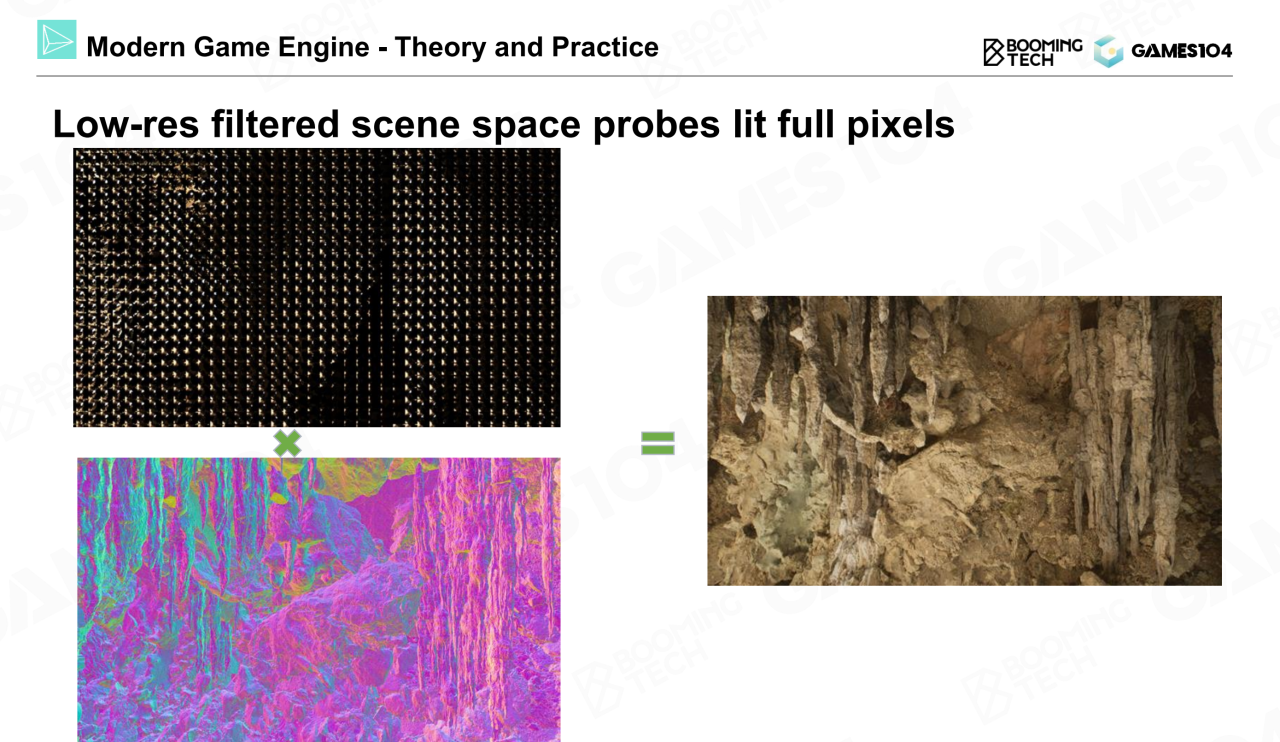 Modern Game Engine - Theory and Practice
BOOMING
TECH
GAMES104
Low-res filtered scene space probes lit full pixels